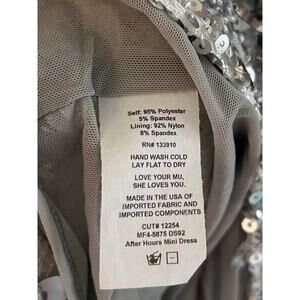 Self: 95% Polyester
5% Spandex
Lining: 92% Nylon
8% Spandex
RN# 133910
HAND WASH COLD
LAY FLAT TO DRY
LOVE YOUR MU,
SHE LOVES YOU.
MADE IN THE USA OF
IMPORTED FABRIC AND
IMPORTED COMPONENTS
CUT# 12254
MF4-5875 DS92
After Hours Mini Dress